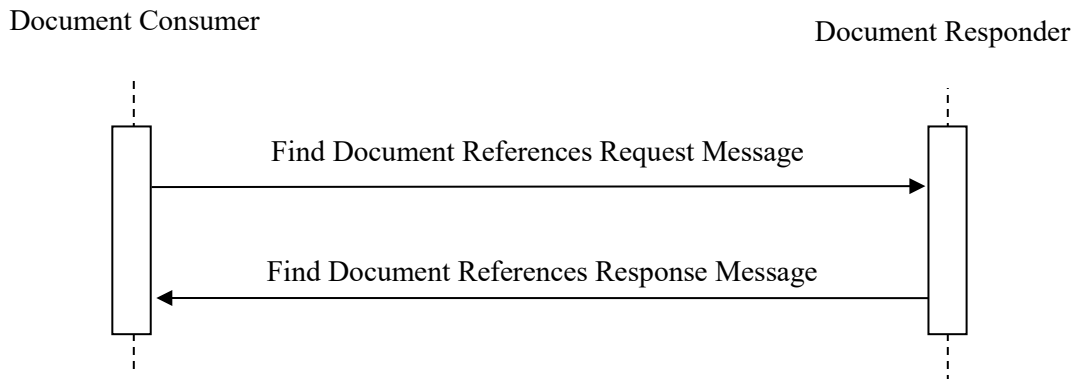 Document Consumer
Document Responder
Find Document References Request Message
Find Document References Response Message